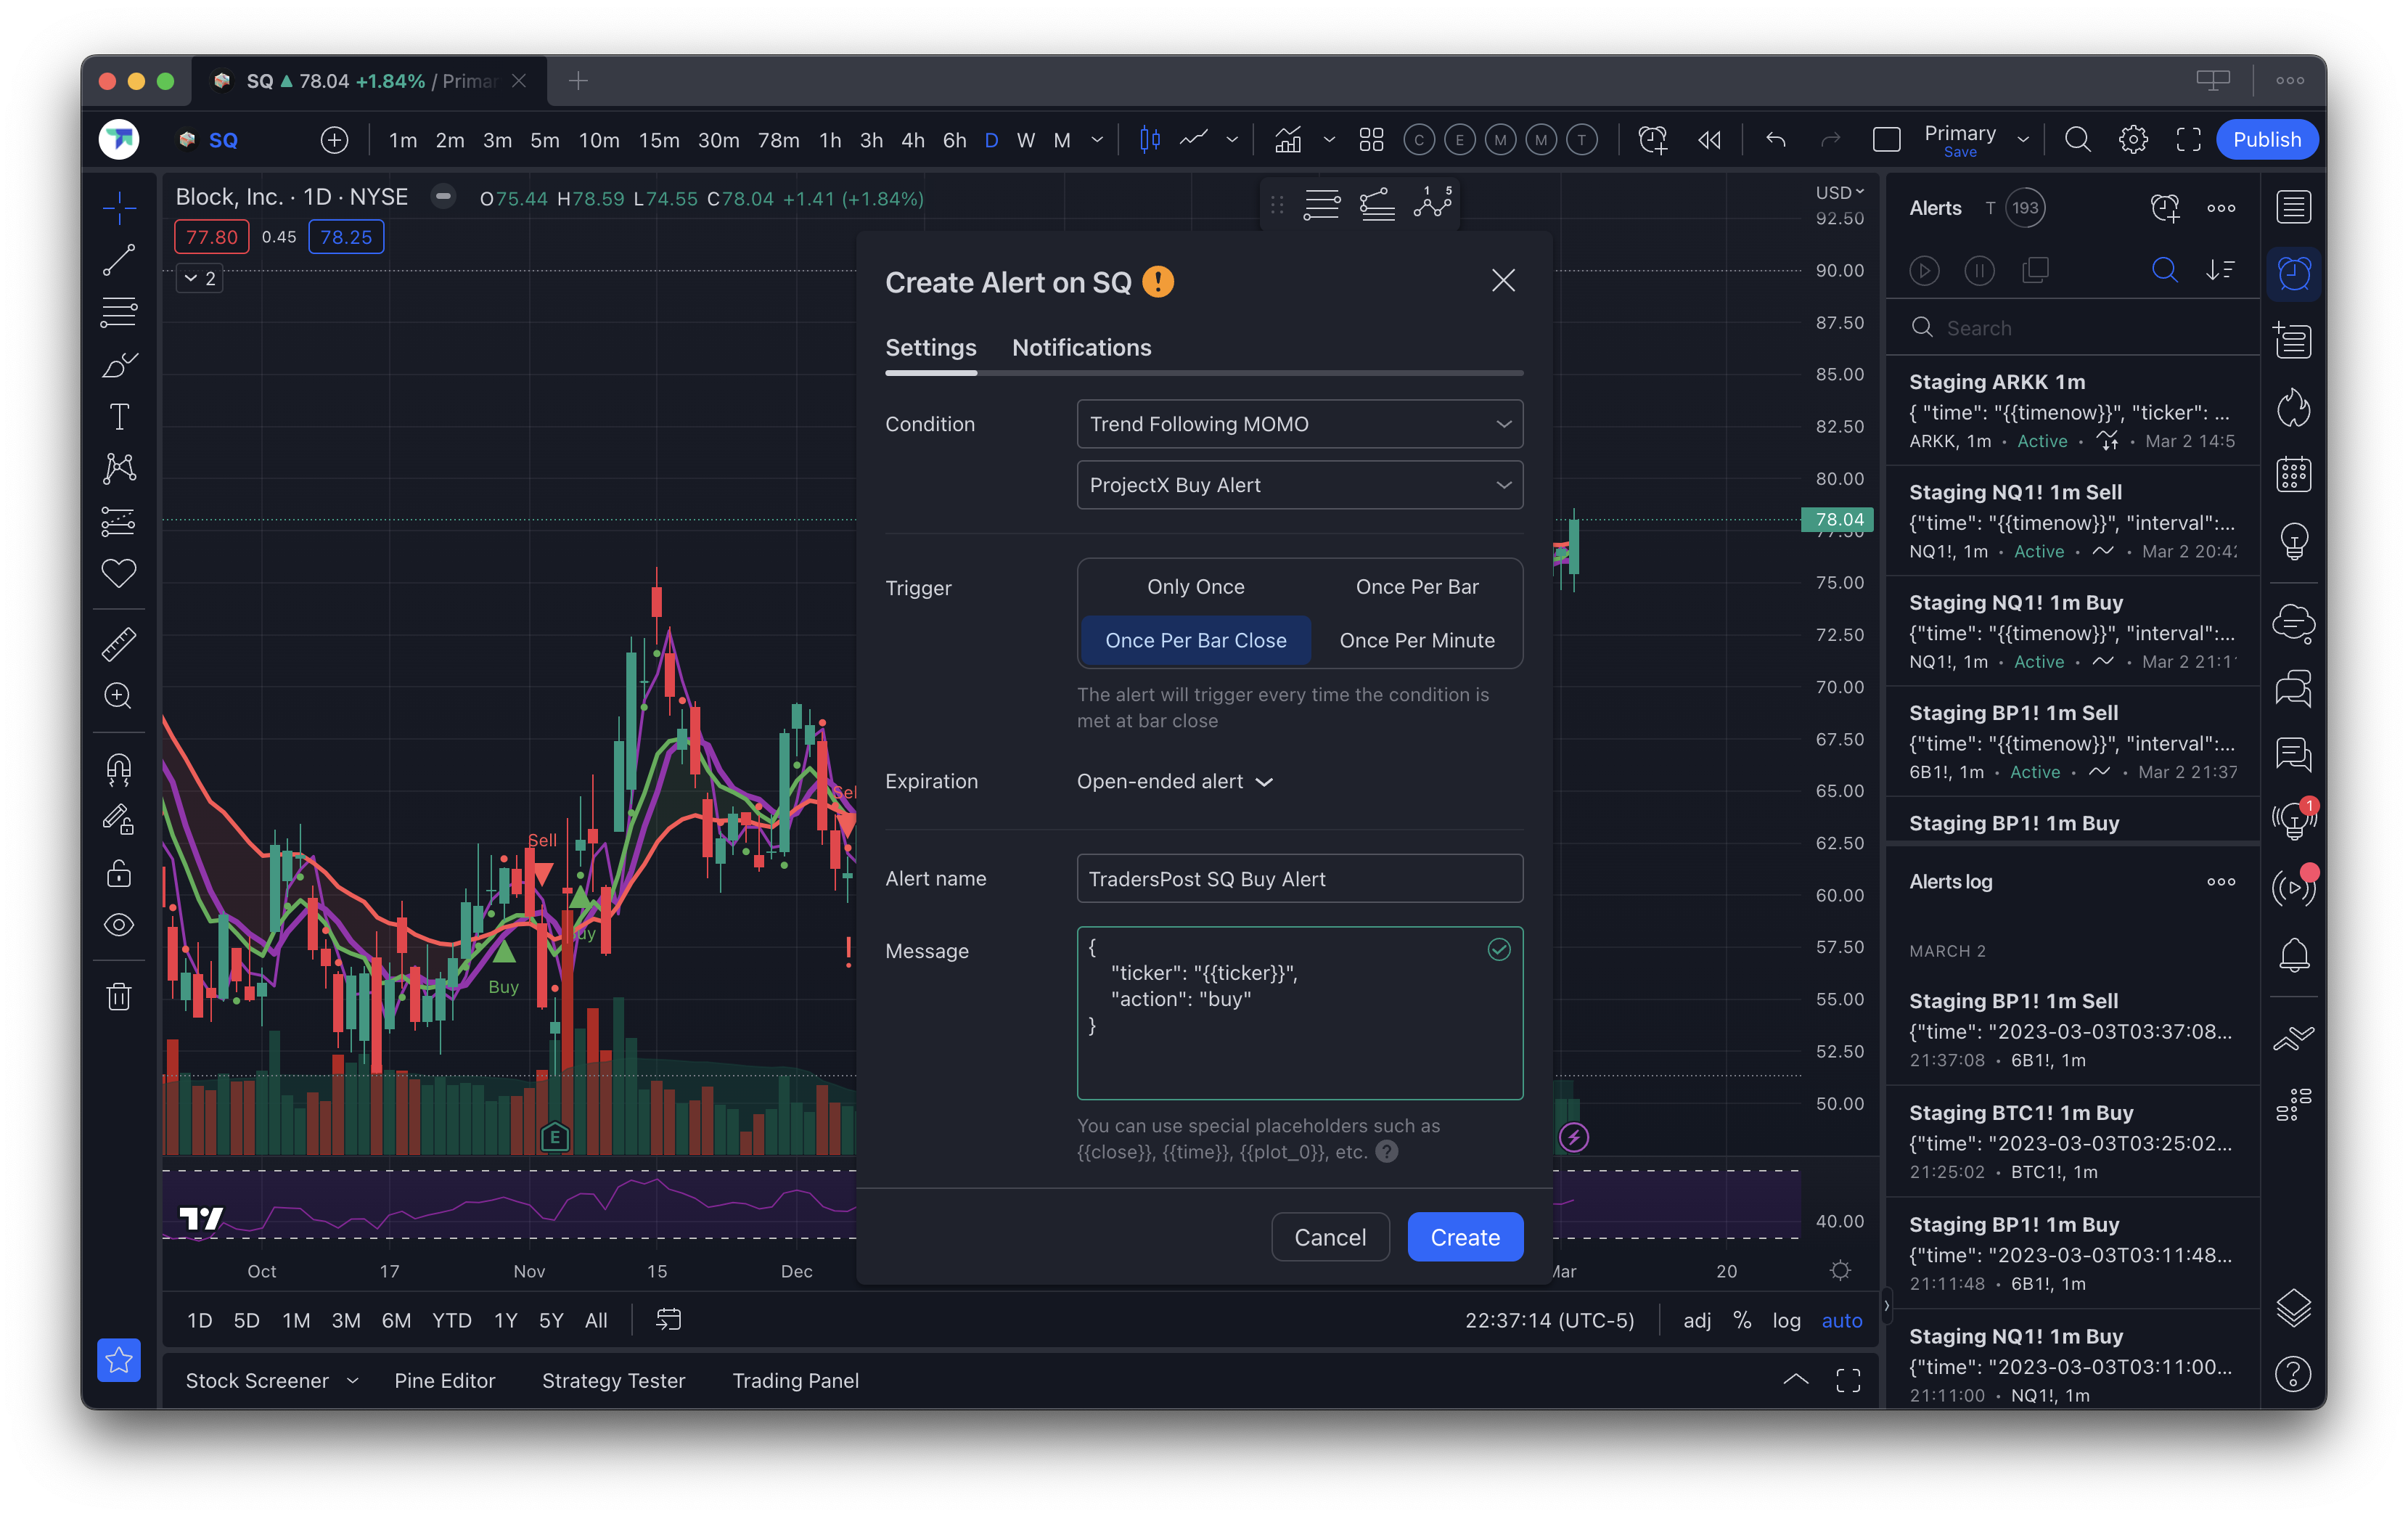 SQ 78.04 +1.84% / Primar
SQ
1m 2m 3m 5m 10m 15m 30m 78m 1h 3h 4h 6h D W M
C E M M T
Primary
Save
Publish
Block, Inc. · 1D · NYSE O75.44 H78.59 L74.55 C78.04 +1.41 (+1.84%)
77.80 0.45 78.25
2
1 5
USD
92.50
90.00
87.50
85.00
82.50
80.00
78.04
77.50
75.00
72.50
70.00
67.50
65.00
62.50
60.00
57.50
55.00
52.50
50.00
40.00
Sell
Buy
Buy
Sel
E
Oct 17 Nov 15 Dec Mar 20
Create Alert on SQ
Settings Notifications
Condition
Trend Following MOMO
ProjectX Buy Alert
Trigger
Only Once Once Per Bar
Once Per Bar Close Once Per Minute
The alert will trigger every time the condition is
met at bar close
Expiration Open-ended alert
Alert name TradersPost SQ Buy Alert
Message
{
"ticker": "{{ticker}}",
"action": "buy"
}
You can use special placeholders such as
{{close}}, {{time}}, {{plot_0}}, etc. ?
Cancel Create
1D 5D 1M 3M 6M YTD 1Y 5Y All
22:37:14 (UTC-5) adj % log auto
Stock Screener Pine Editor Strategy Tester Trading Panel
Alerts T 193
Search
Staging ARKK 1m
{ "time": "{{timenow}}", "ticker": ...
ARKK, 1m · Active · Mar 2 14:5
Staging NQ1! 1m Sell
{"time": "{{timenow}}", "interval":...
NQ1!, 1m · Active · Mar 2 20:42
Staging NQ1! 1m Buy
{"time": "{{timenow}}", "interval":...
NQ1!, 1m · Active · Mar 2 21:11
Staging BP1! 1m Sell
{"time": "{{timenow}}", "interval":...
6B1!, 1m · Active · Mar 2 21:37
Staging BP1! 1m Buy
Alerts log
MARCH 2
Staging BP1! 1m Sell
{"time": "2023-03-03T03:37:08...
21:37:08 · 6B1!, 1m
Staging BTC1! 1m Buy
{"time": "2023-03-03T03:25:02...
21:25:02 · BTC1!, 1m
Staging BP1! 1m Buy
{"time": "2023-03-03T03:11:48...
21:11:48 · 6B1!, 1m
Staging NQ1! 1m Buy
{"time": "2023-03-03T03:11:00...
21:11:00 · NQ1!, 1m
1